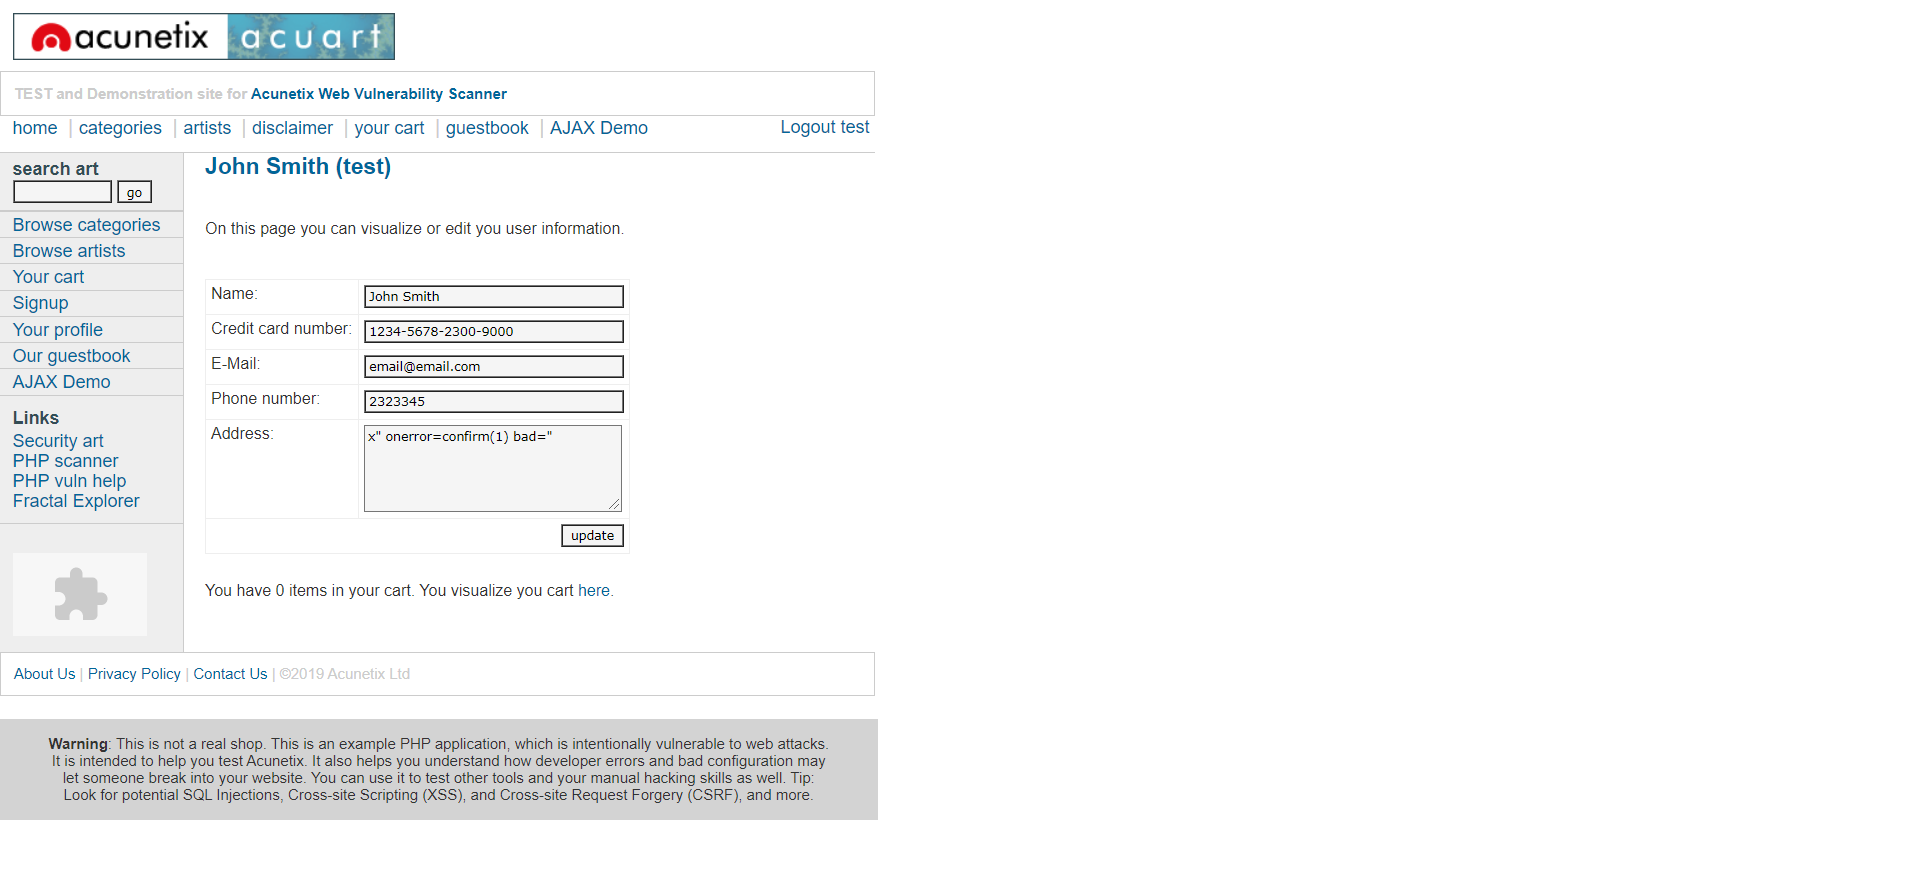 acunetix acuart
TEST and Demonstration site for Acunetix Web Vulnerability Scanner
home | categories | artists | disclaimer | your cart | guestbook | AJAX Demo
Logout test
search art
go
Browse categories
Browse artists
Your cart
Signup
Your profile
Our guestbook
AJAX Demo
Links
Security art
PHP scanner
PHP vuln help
Fractal Explorer
John Smith (test)
On this page you can visualize or edit you user information.
Name: John Smith
Credit card number: 1234-5678-2300-9000
E-Mail: email@email.com
Phone number: 2323345
Address: x" onerror=confirm(1) bad="
update
You have 0 items in your cart. You visualize you cart here.
About Us | Privacy Policy | Contact Us | ©2019 Acunetix Ltd
Warning: This is not a real shop. This is an example PHP application, which is intentionally vulnerable to web attacks.
It is intended to help you test Acunetix. It also helps you understand how developer errors and bad configuration may
let someone break into your website. You can use it to test other tools and your manual hacking skills as well. Tip:
Look for potential SQL Injections, Cross-site Scripting (XSS), and Cross-site Request Forgery (CSRF), and more.